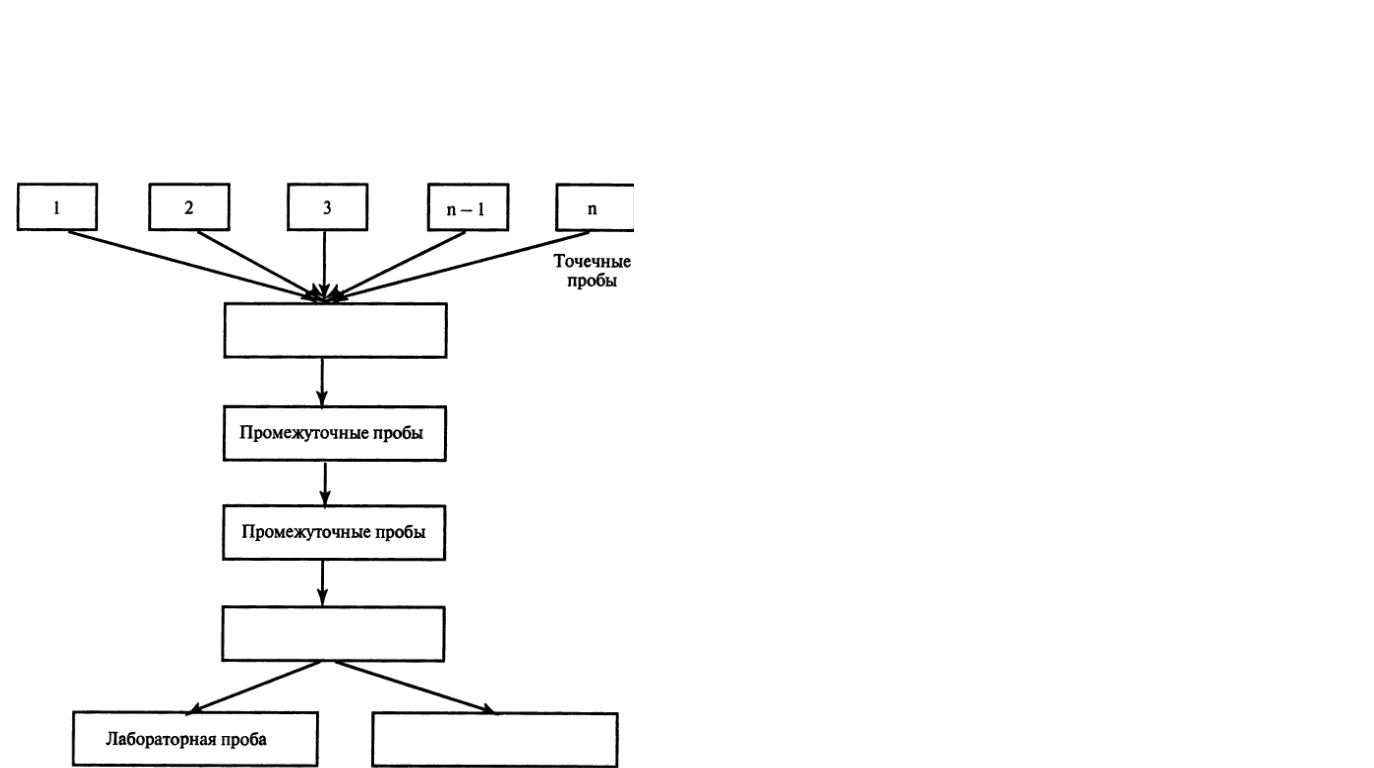 1
2
3
n – 1
n
Точечные
пробы
Промежуточные пробы
Промежуточные пробы
Лабораторная проба